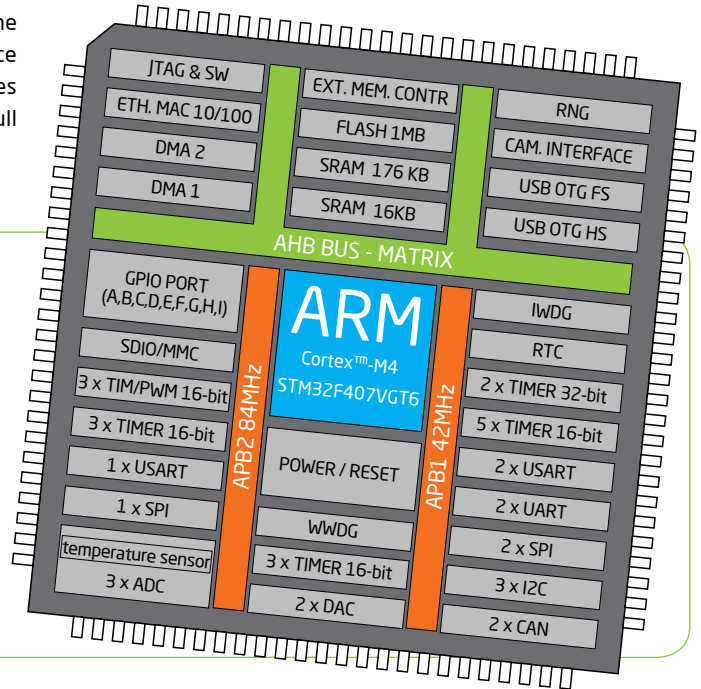 ne
ce
es
ull
JTAG & SW
ETH. MAC 10/100
DMA 2
DMA 1
EXT. MEM. CONTR
FLASH 1MB
SRAM 176 KB
SRAM 16KB
RNG
CAM. INTERFACE
USB OTG FS
USB OTG HS
AHB BUS - MATRIX
GPIO PORT
(A,B,C,D,E,F,G,H,I)
SDIO/MMC
3 x TIM/PWM 16-bit
3 x TIMER 16-bit
1 x USART
1 x SPI
temperature sensor
3 x ADC
APB2 84MHz
ARM
Cortex™-M4
STM32F407VGT6
POWER / RESET
WWDG
3 x TIMER 16-bit
2 x DAC
APB1 42MHz
IWDG
RTC
2 x TIMER 32-bit
5 x TIMER 16-bit
2 x USART
2 x UART
2 x SPI
3 x I2C
2 x CAN